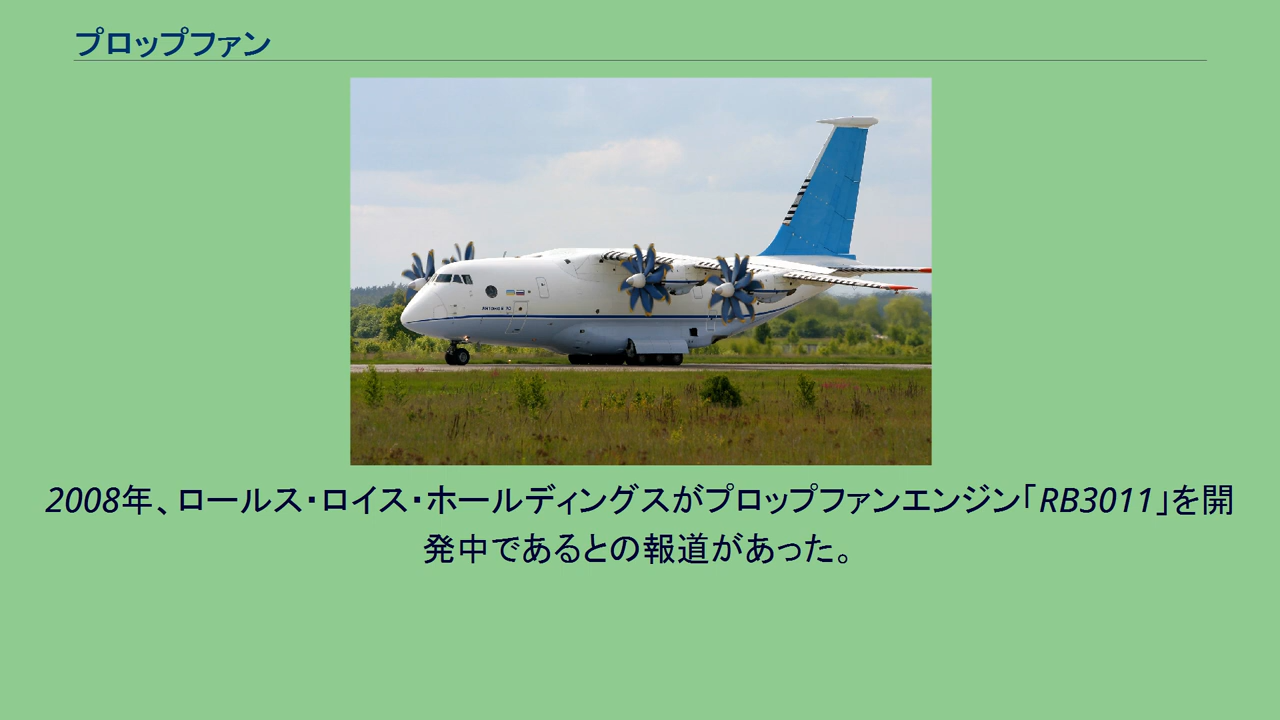 プロップファン
2008年、ロールス・ロイス・ホールディングスがプロップファンエンジン「RB3011」を開
発中であるとの報道があった。